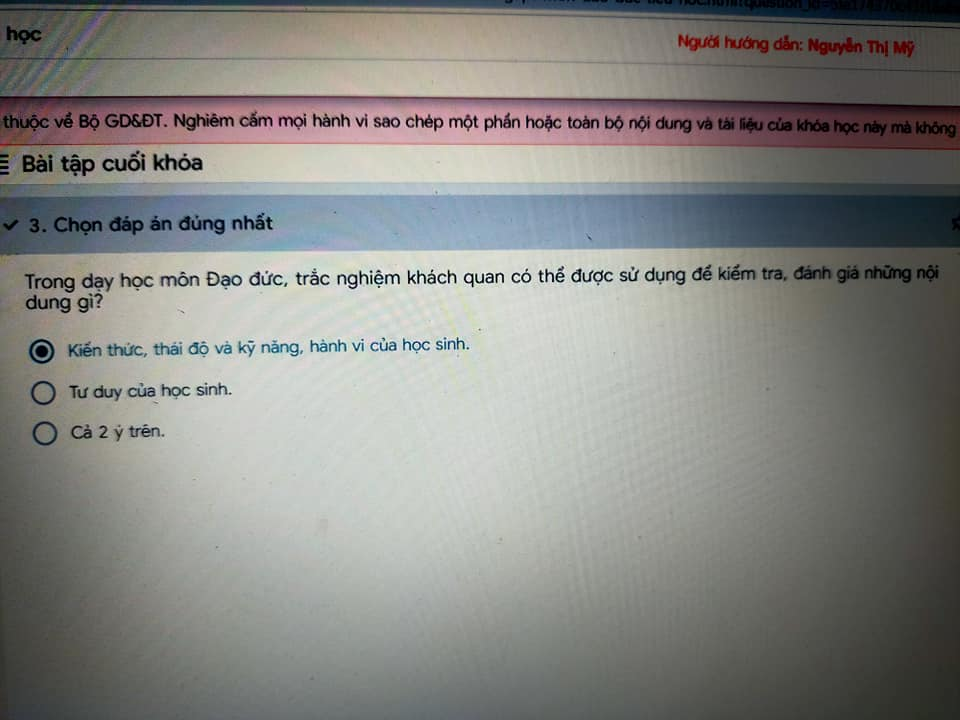 học
Người hướng dẫn: Nguyễn Thị Mỹ
thuộc về Bộ GD&ĐT. Nghiêm cấm mọi hành vi sao chép một phần hoặc toàn bộ nội dung và tài liệu của khóa học này mà không
Bài tập cuối khóa
3. Chọn đáp án đúng nhất
Trong dạy học môn Đạo đức, trắc nghiệm khách quan có thể được sử dụng để kiểm tra, đánh giá những nội
dung gì?
Kiến thức, thái độ và kỹ năng, hành vi của học sinh.
Tư duy của học sinh.
Cả 2 ý trên.